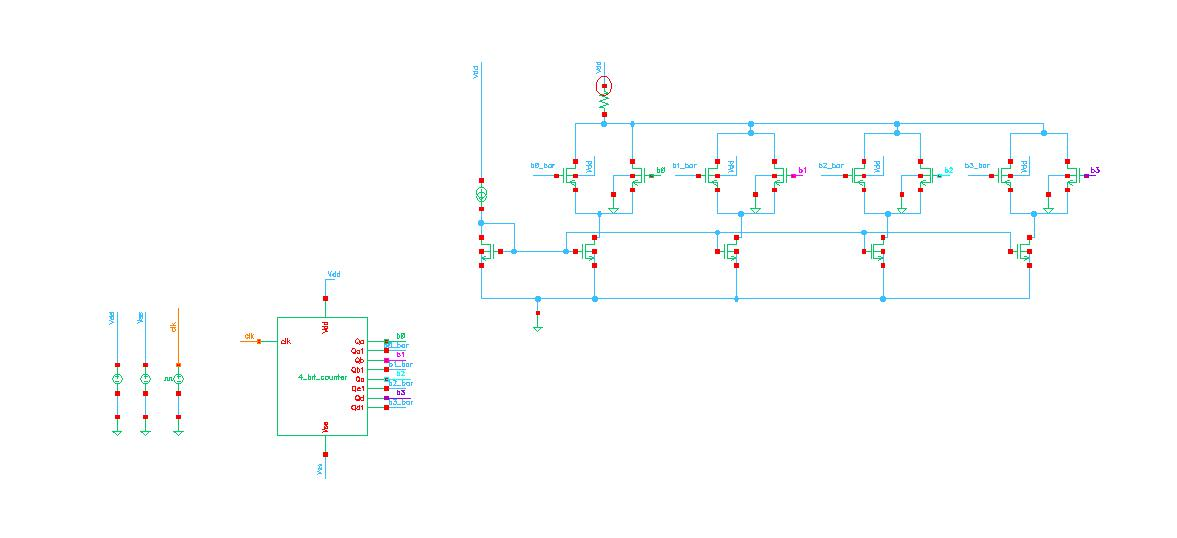 Vdd
Vdd
b0_bar
Vdd
b0
b1_bar
Vdd
b1
b2_bar
Vdd
b2
b3_bar
Vdd
b3
Vdd
Vdd
Vss
clk
clk
clk
Vdd
4_bit_counter
Vss
Qa
Qa1
Qb
Qb1
Qc
Qc1
Qd
Qd1
b0
b0_bar
b1
b1_bar
b2
b2_bar
b3
b3_bar
Vss